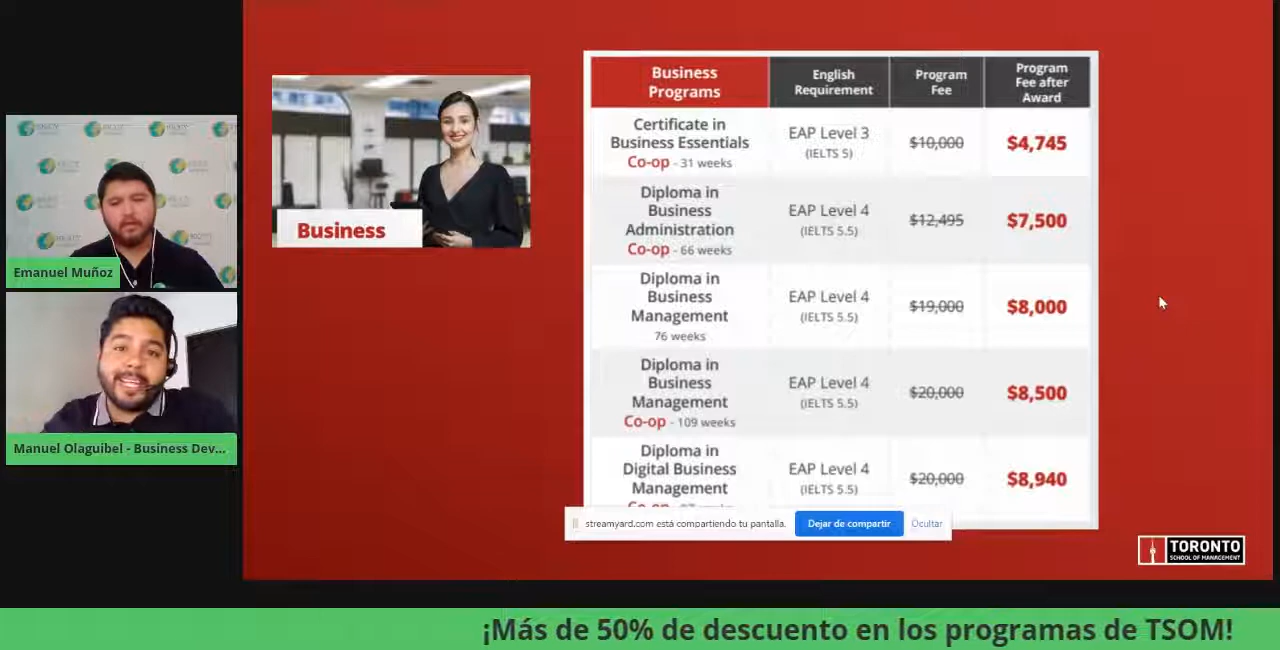 Emanuel Muñoz
Manuel Olaguibel - Business Dev...
Business
Business
Programs
English
Requirement
Program
Fee
Program
Fee after
Award
Certificate in
Business Essentials
Co-op - 31 weeks
EAP Level 3
(IELTS 5)
$10,000
$4,745
Diploma in
Business
Administration
Co-op - 66 weeks
EAP Level 4
(IELTS 5.5)
$12,495
$7,500
Diploma in
Business
Management
76 weeks
EAP Level 4
(IELTS 5.5)
$19,000
$8,000
Diploma in
Business
Management
Co-op - 109 weeks
EAP Level 4
(IELTS 5.5)
$20,000
$8,500
Diploma in
Digital Business
Management
EAP Level 4
(IELTS 5.5)
$20,000
$8,940
streamyard.com está compartiendo tu pantalla.
Dejar de compartir
Ocultar
TORONTO
SCHOOL OF MANAGEMENT
¡Más de 50% de descuento en los programas de TSOM!